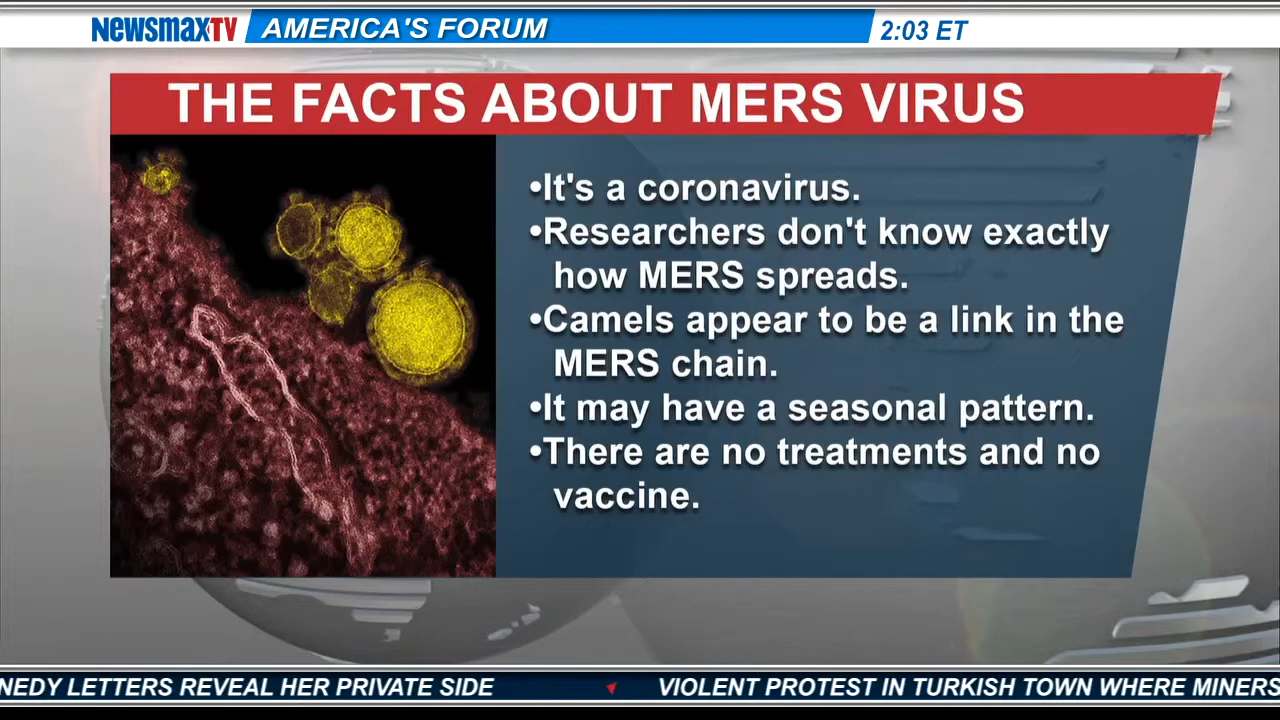 NEWSMAXTV AMERICA'S FORUM 2:03 ET
THE FACTS ABOUT MERS VIRUS
•It's a coronavirus.
•Researchers don't know exactly
how MERS spreads.
•Camels appear to be a link in the
MERS chain.
•It may have a seasonal pattern.
•There are no treatments and no
vaccine.
LETTERS REVEAL HER PRIVATE SIDE VIOLENT PROTEST IN TURKISH TOWN WHERE MINERS